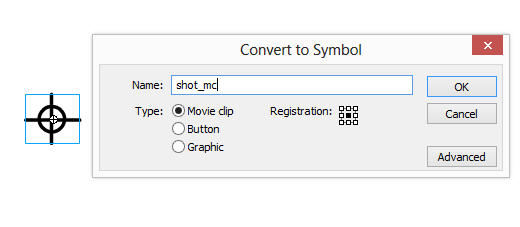 Convert to Symbol
Name: shot_mc OK
Type: Movie clip Registration: Cancel
Button
Graphic Advanced